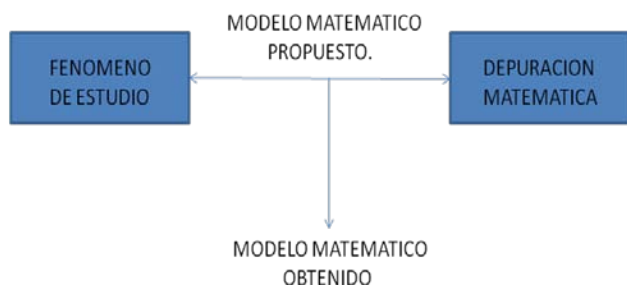 MODELO MATEMATICO
PROPUESTO.
FENOMENO
DE ESTUDIO
DEPURACION
MATEMATICA
MODELO MATEMATICO
OBTENIDO